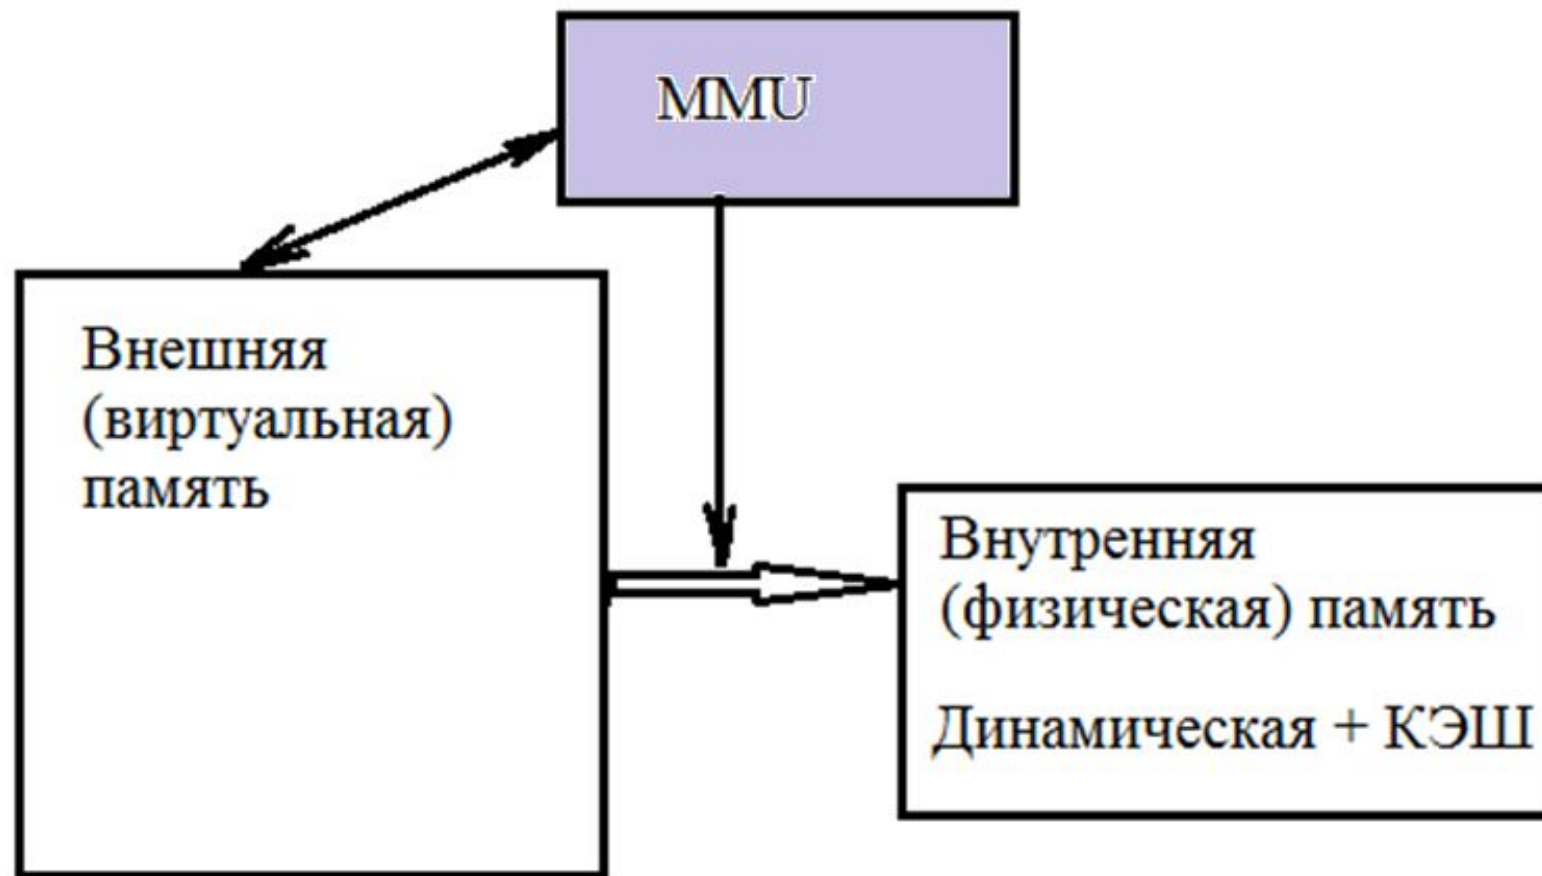 MMU
Внешняя
(виртуальная)
память
Внутренняя
(физическая) память
Динамическая + КЭШ